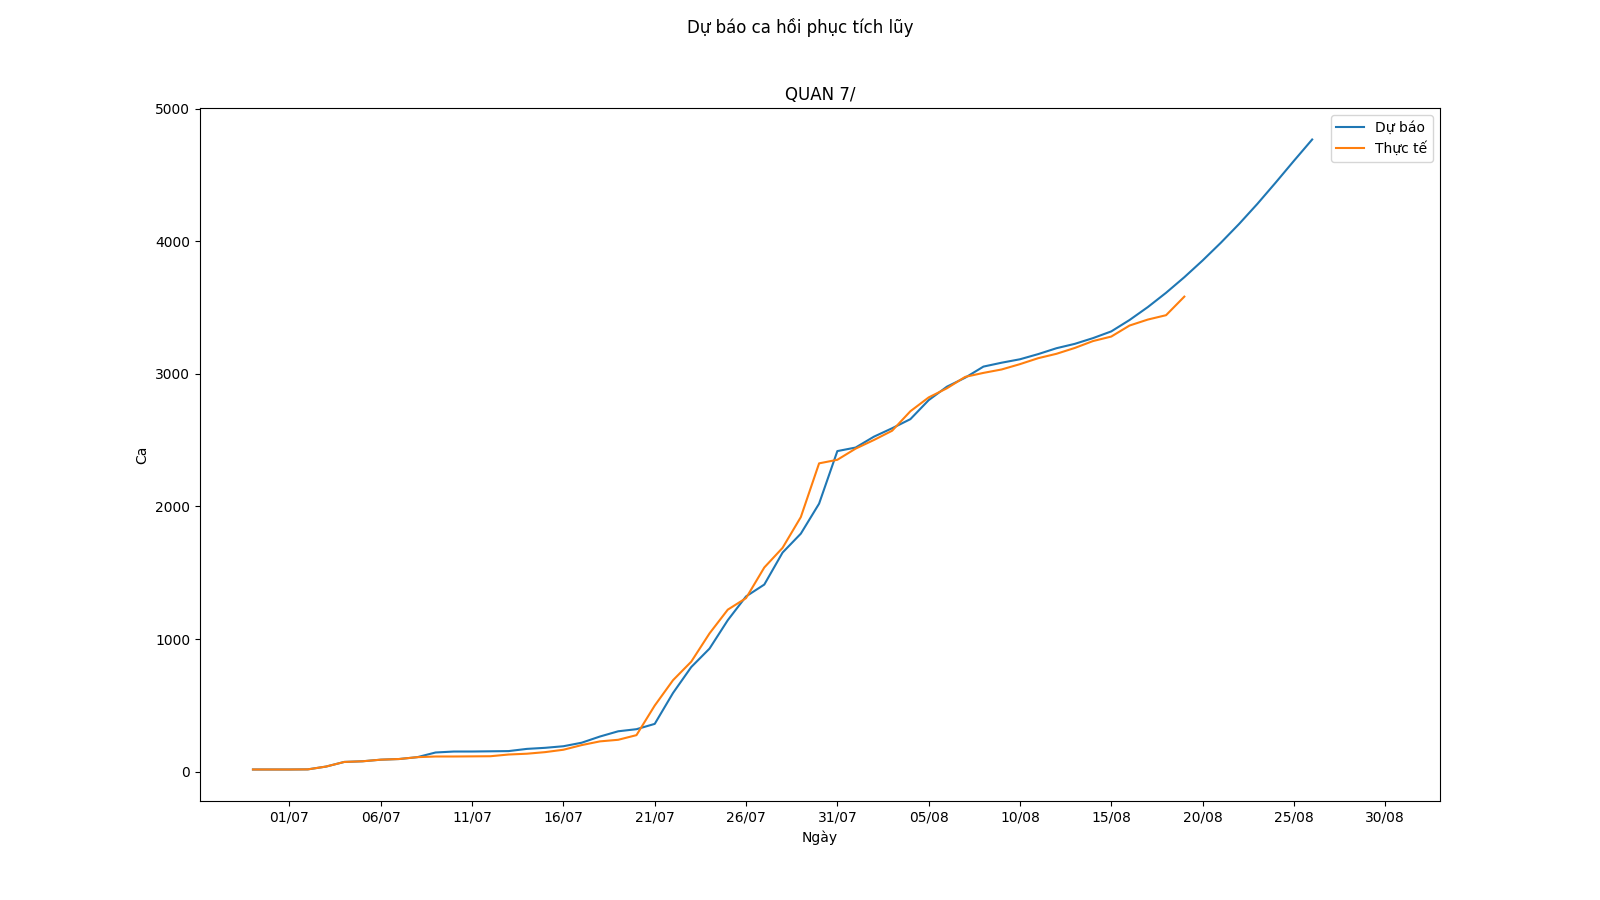 Dự báo ca hồi phục tích lũy
QUAN 7/
5000
4000
3000
2000
1000
0
Ca
Dự báo
Thực tế
01/07 06/07 11/07 16/07 21/07 26/07 31/07 05/08 10/08 15/08 20/08 25/08 30/08
Ngày